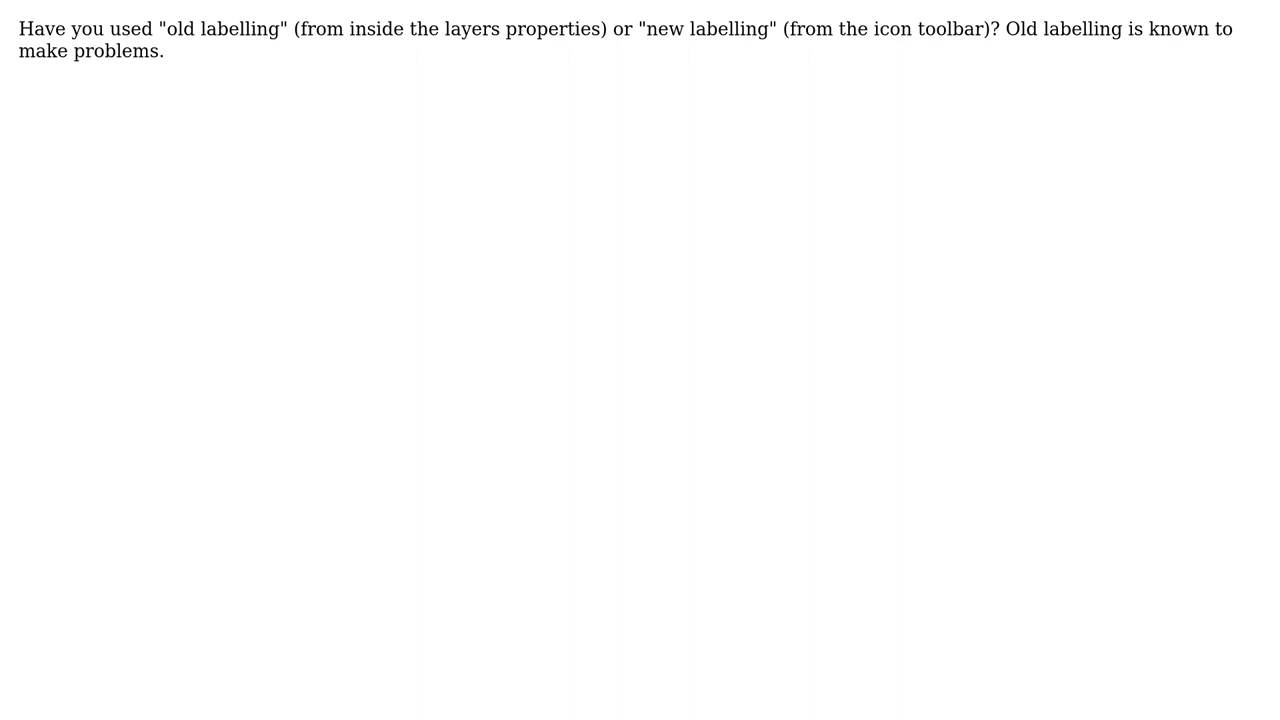 Have you used "old labelling" (from inside the layers properties) or "new labelling" (from the icon toolbar)? Old labelling is known to
make problems.